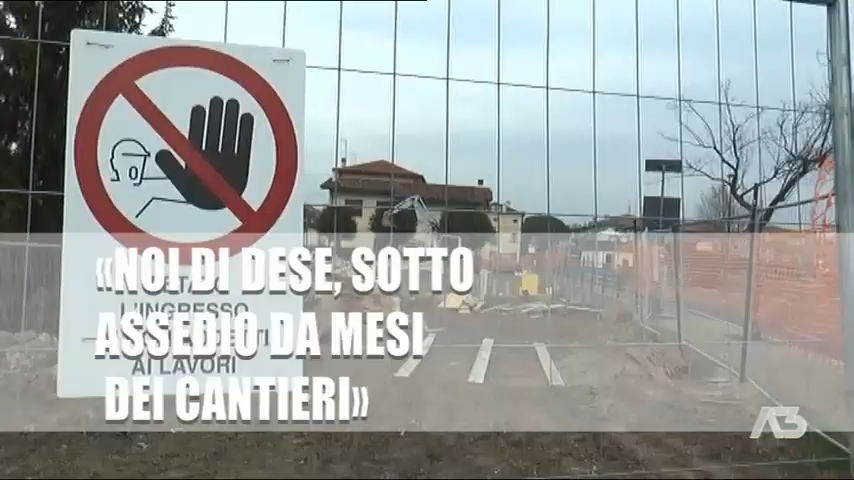 «NOI DI DESE, SOTTO
ASSEDIO DA MESI
DEI CANTIERI»
L'INGRESSO
AI LAVORI
A3